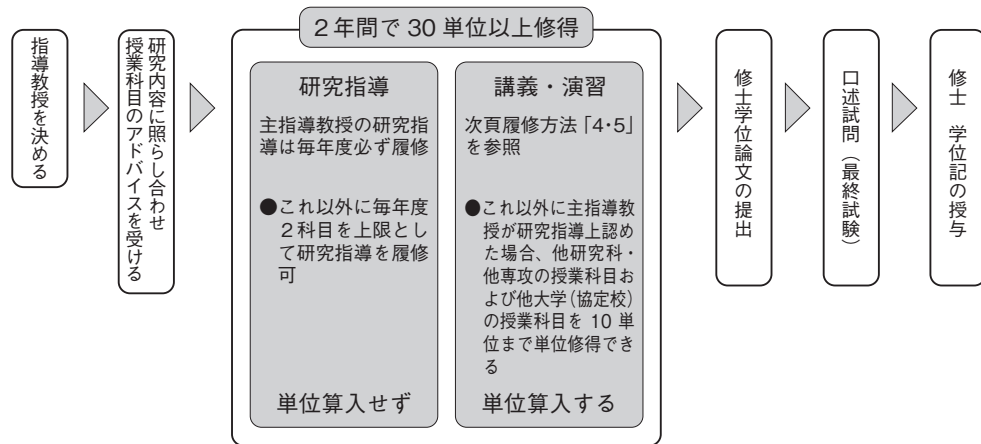 指導教授を決める
研究内容に照らし合わせ
授業科目のアドバイスを受ける
2年間で 30 単位以上修得
研究指導
主指導教授の研究指
導は毎年度必ず履修
●これ以外に毎年度
2科目を上限とし
て研究指導を履修
可
単位算入せず
講義・演習
次頁履修方法「4・5」
を参照
●これ以外に主指導教
授が研究指導上認め
た場合、他研究科・
他専攻の授業科目お
よび他大学(協定校)
の授業科目を 10 単
位まで単位修得でき
る
単位算入する
修士学位論文の提出
口述試問(最終試験)
修士 学位記の授与